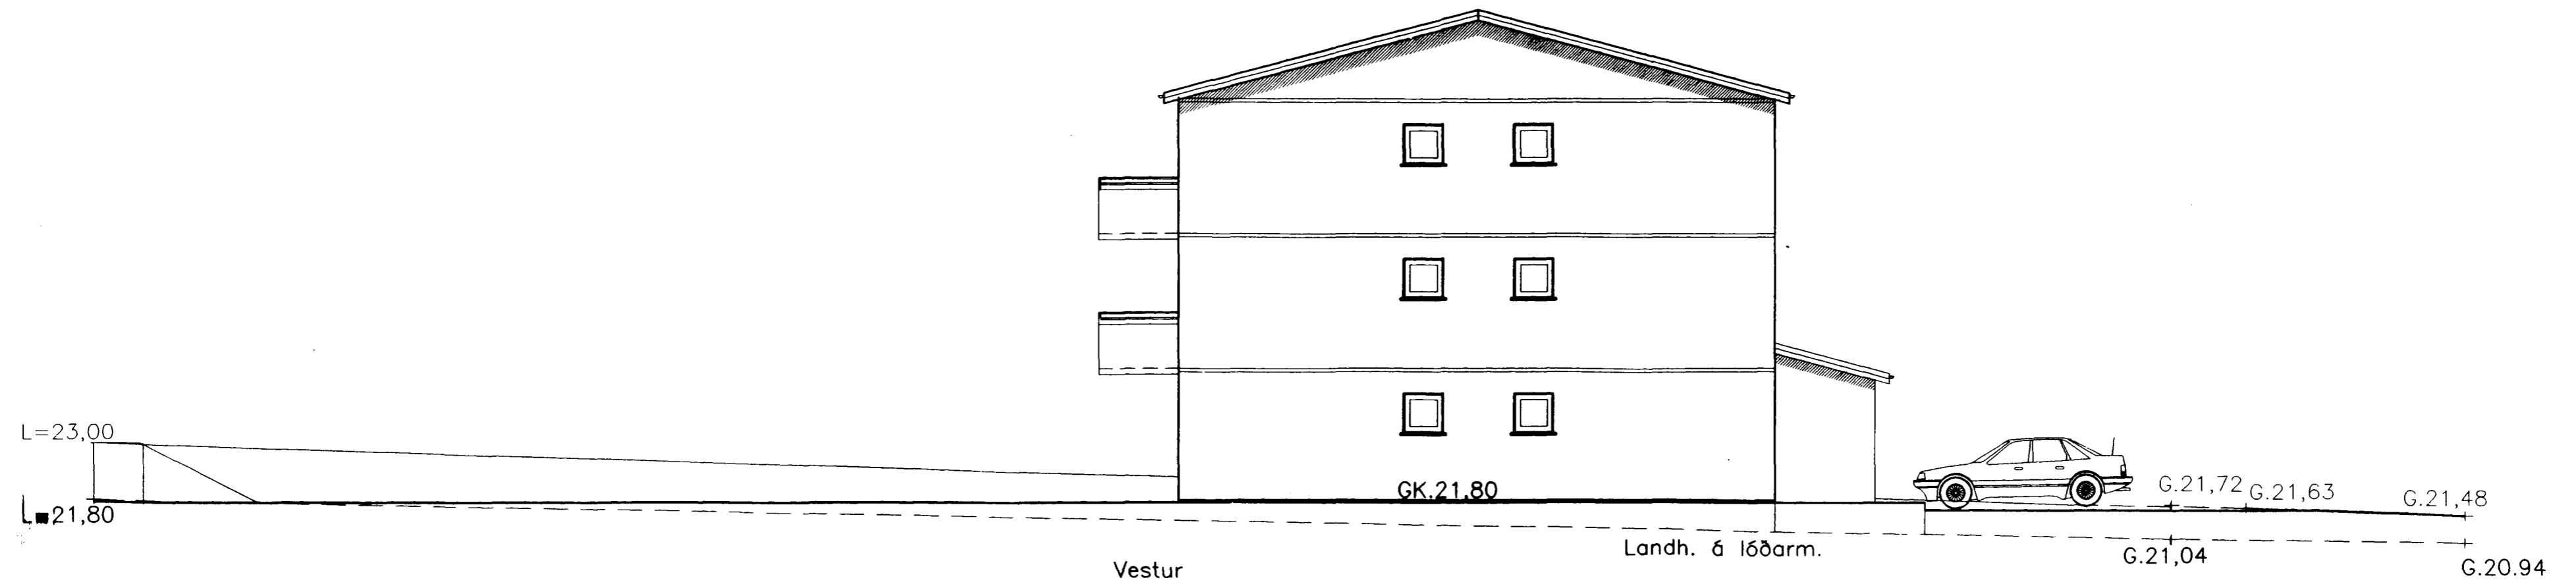 L=23,00
L=21,80
GK.21,80
G.21,72
G.21,63
G.21,48
Landh. á lóðarm.
G.21,04
G.20.94
Vestur